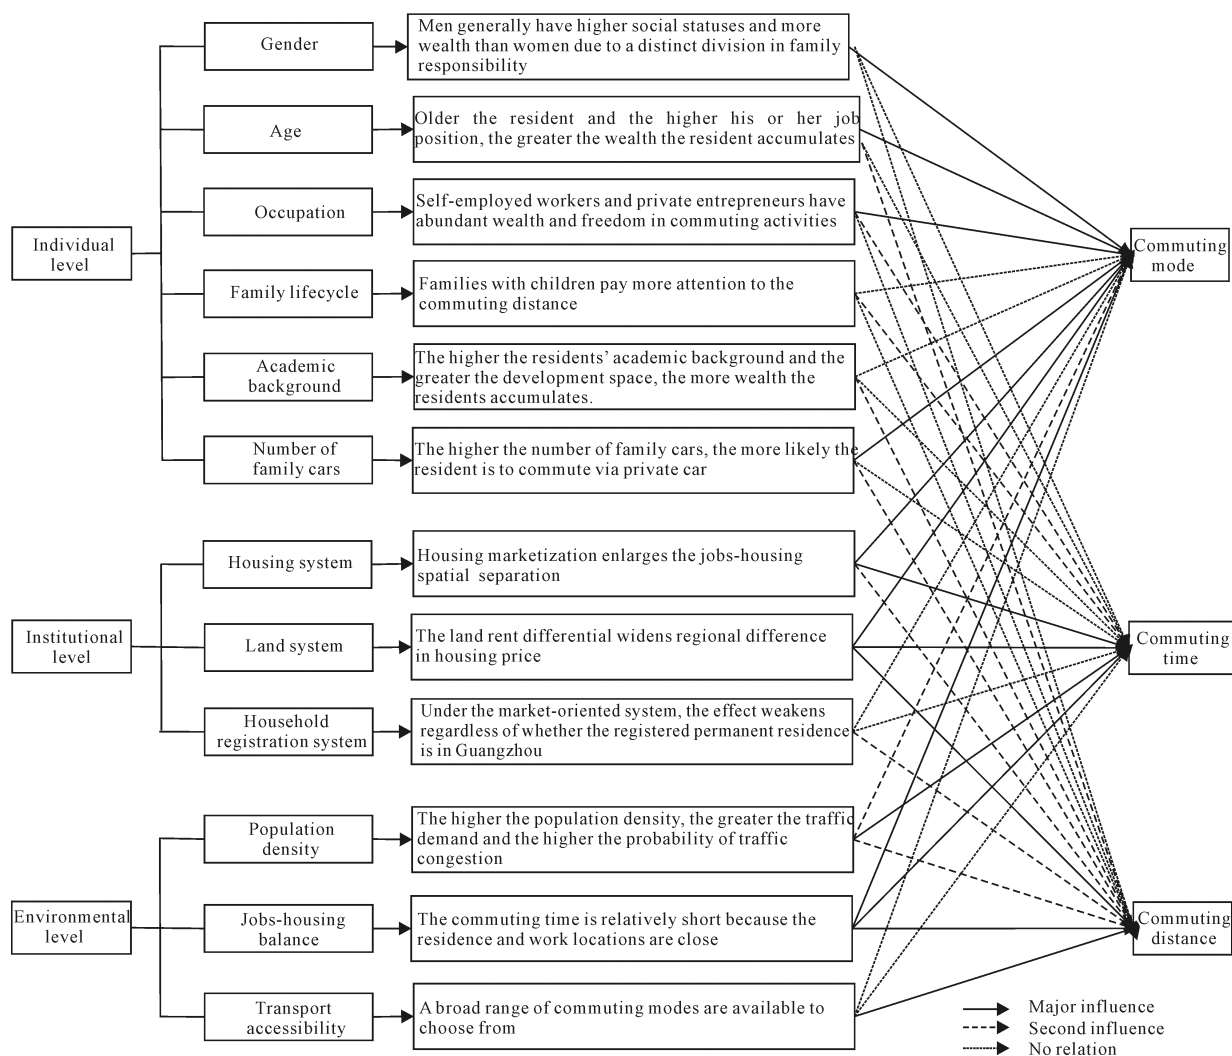 Gender
Men generally have higher social statuses and more
wealth than women due to a distinct division in family
responsibility
Age
Older the resident and the higher his or her job
position, the greater the wealth the resident accumulates
Occupation
Self-employed workers and private entrepreneurs have
abundant wealth and freedom in commuting activities
Individual
level
Family lifecycle
Families with children pay more attention to the
commuting distance
Academic
background
The higher the residents’ academic background and the
greater the development space, the more wealth the
residents accumulates.
Number of
family cars
The higher the number of family cars, the more likely the
resident is to commute via private car
Commuting
mode
Housing system
Housing marketization enlarges the jobs-housing
spatial separation
Institutional
level
Land system
The land rent differential widens regional difference
in housing price
Household
registration system
Under the market-oriented system, the effect weakens
regardless of whether the registered permanent residence
is in Guangzhou
Commuting
time
Population
density
The higher the population density, the greater the traffic
demand and the higher the probability of traffic
congestion
Environmental
level
Jobs-housing
balance
The commuting time is relatively short because the
residence and work locations are close
Transport
accessibility
A broad range of commuting modes are available to
choose from
Commuting
distance
Major influence
Second influence
No relation